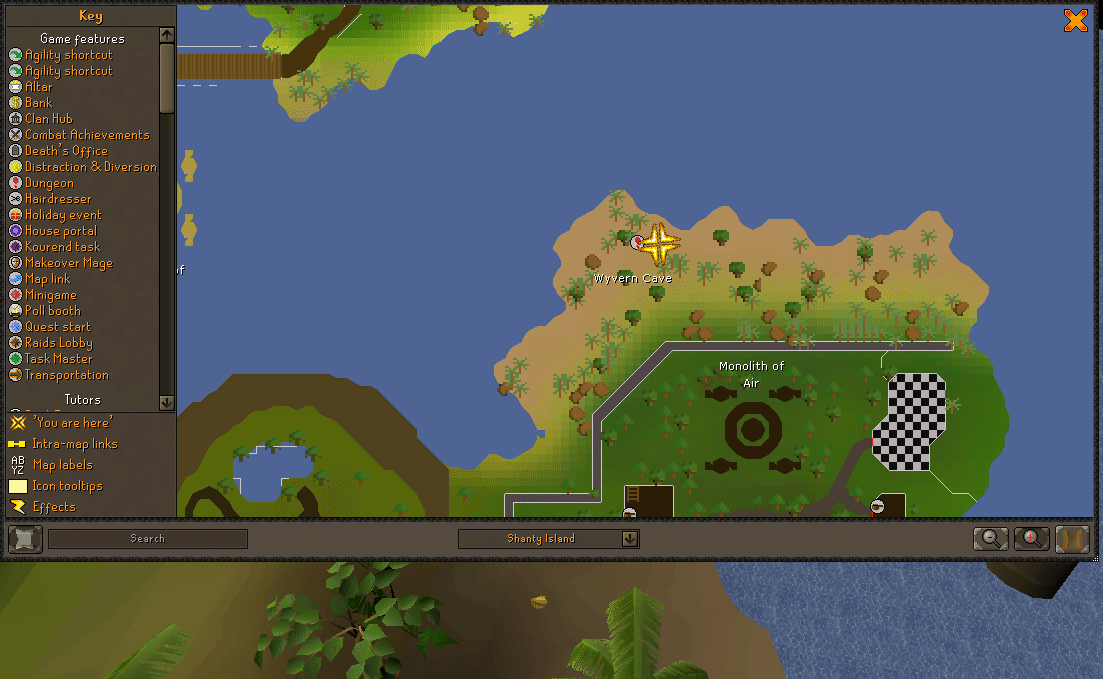 Key
Game features
Agility shortcut
Agility shortcut
Altar
Bank
Clan Hub
Combat Achievements
Death's Office
Distraction & Diversion
Dungeon
Hairdresser
Holiday event
House portal
Kourend task
Makeover Mage
Map link
Minigame
Poll booth
Quest start
Raids Lobby
Task Master
Transportation
Tutors
'You are here'
Intra-map links
AB
YZ
Map labels
Icon tooltips
Effects
of
Wyvern Cave
Monolith of
Air
Search
Shanty Island